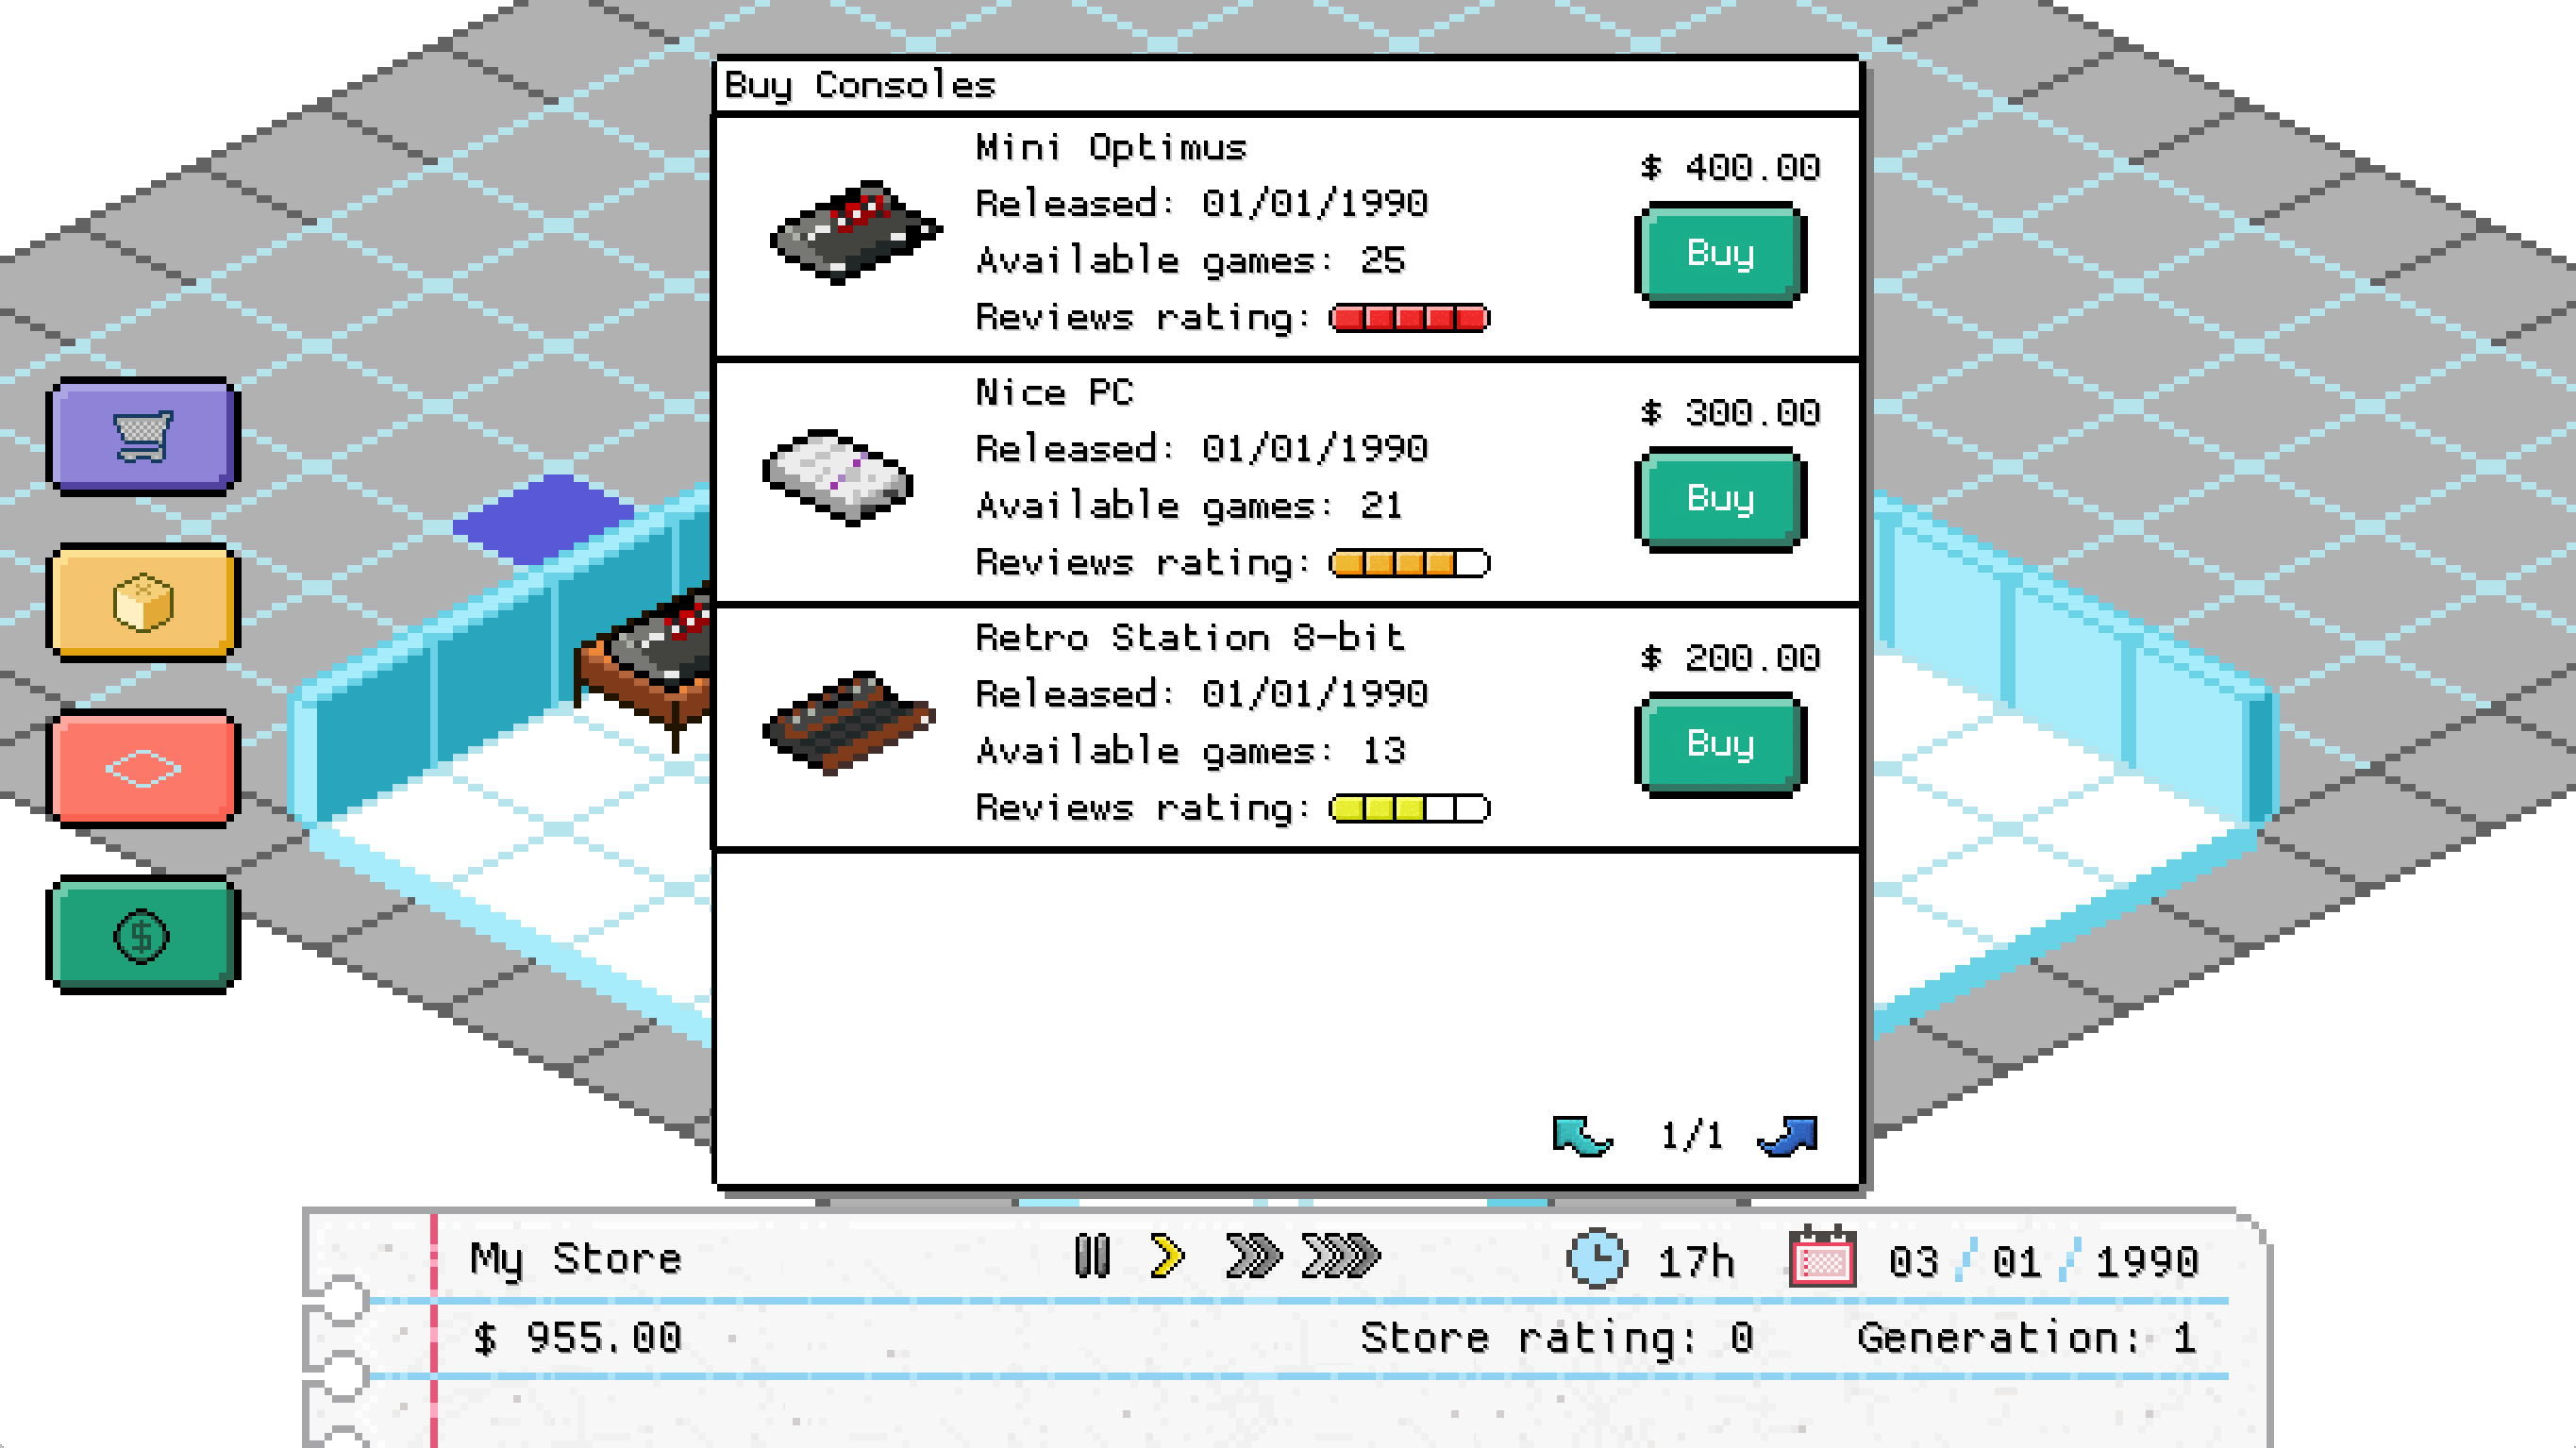 Buy Consoles
Mini Optimus
Released: 01/01/1990
Available games: 25
Reviews rating:
$ 400.00
Buy
Nice PC
Released: 01/01/1990
Available games: 21
Reviews rating:
$ 300.00
Buy
Retro Station 8-bit
Released: 01/01/1990
Available games: 13
Reviews rating:
$ 200.00
Buy
1/1
My Store
17h
03 / 01 / 1990
$ 955.00
Store rating: 0
Generation: 1